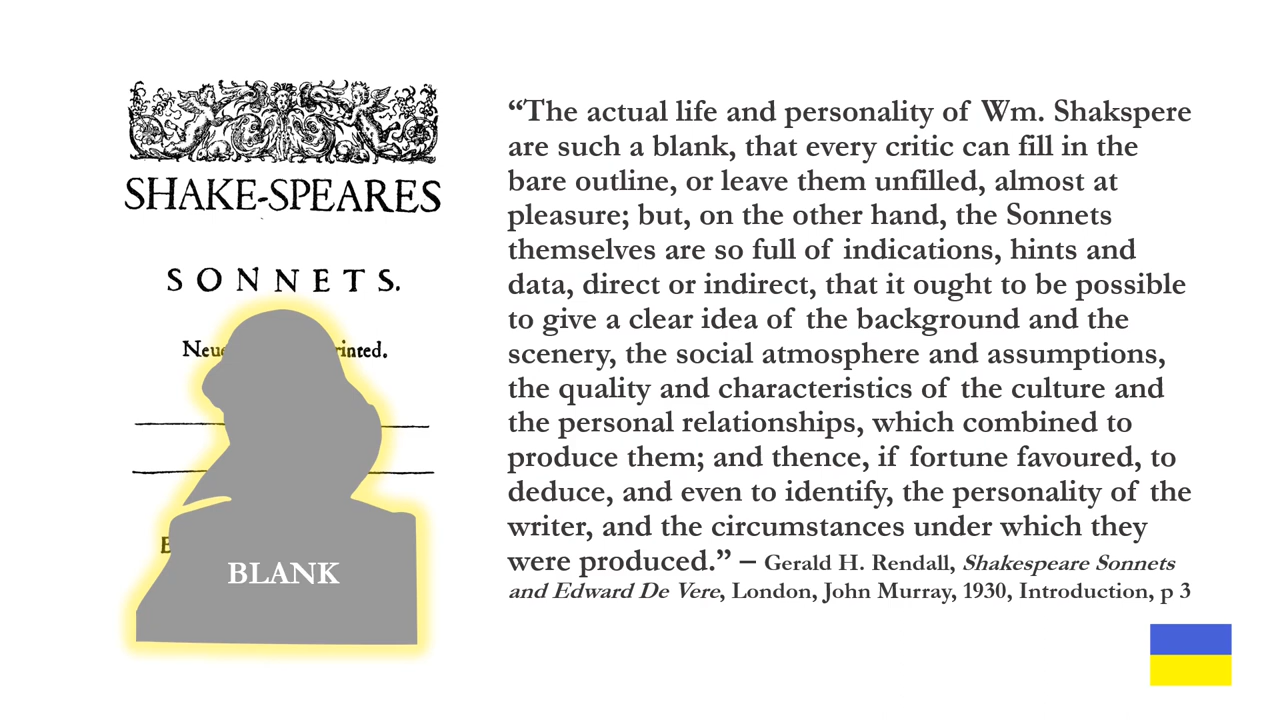 SHAKE-SPEARES
SONNETS.
Neue rinted.
BLANK
“The actual life and personality of Wm. Shakspere
are such a blank, that every critic can fill in the
bare outline, or leave them unfilled, almost at
pleasure; but, on the other hand, the Sonnets
themselves are so full of indications, hints and
data, direct or indirect, that it ought to be possible
to give a clear idea of the background and the
scenery, the social atmosphere and assumptions,
the quality and characteristics of the culture and
the personal relationships, which combined to
produce them; and thence, if fortune favoured, to
deduce, and even to identify, the personality of the
writer, and the circumstances under which they
were produced.” – Gerald H. Rendall, Shakespeare Sonnets
and Edward De Vere, London, John Murray, 1930, Introduction, p 3